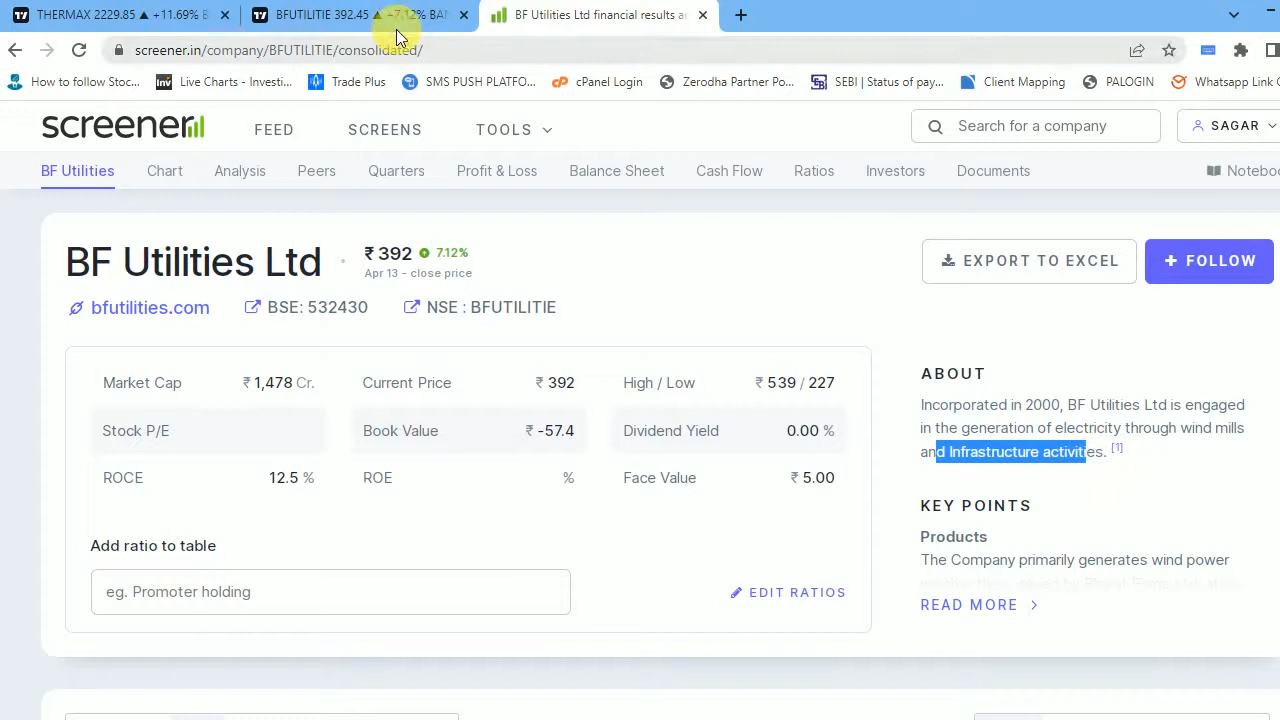 THERMAX 2229.85 ▲ +11.69% B
BFUTILITIE 392.45 ▲ +7.12% BAN
BF Utilities Ltd financial results a
screener.in/company/BFUTILITIE/consolidated/
How to follow Stoc...
Live Charts - Investi...
Trade Plus
SMS PUSH PLATFO...
cPanel Login
Zerodha Partner Po...
SEBI | Status of pay...
Client Mapping
PALOGIN
Whatsapp Link G
screener
FEED
SCREENS
TOOLS
Search for a company
SAGAR
BF Utilities
Chart
Analysis
Peers
Quarters
Profit & Loss
Balance Sheet
Cash Flow
Ratios
Investors
Documents
Noteboo
BF Utilities Ltd
₹ 392 7.12%
Apr 13 - close price
EXPORT TO EXCEL
+ FOLLOW
bfutilities.com
BSE: 532430
NSE : BFUTILITIE
Market Cap ₹ 1,478 Cr.
Current Price ₹ 392
High / Low ₹ 539 / 227
Stock P/E
Book Value ₹ -57.4
Dividend Yield 0.00 %
ROCE 12.5 %
ROE %
Face Value ₹ 5.00
Add ratio to table
eg. Promoter holding
EDIT RATIOS
ABOUT
Incorporated in 2000, BF Utilities Ltd is engaged
in the generation of electricity through wind mills
and Infrastructure activities. [1]
KEY POINTS
Products
The Company primarily generates wind power
READ MORE